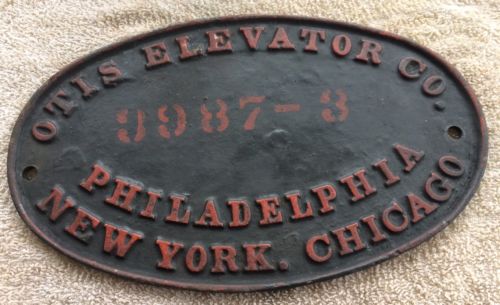 OTIS ELEVATOR CO.
9987-3
PHILADELPHIA
NEW YORK. CHICAGO